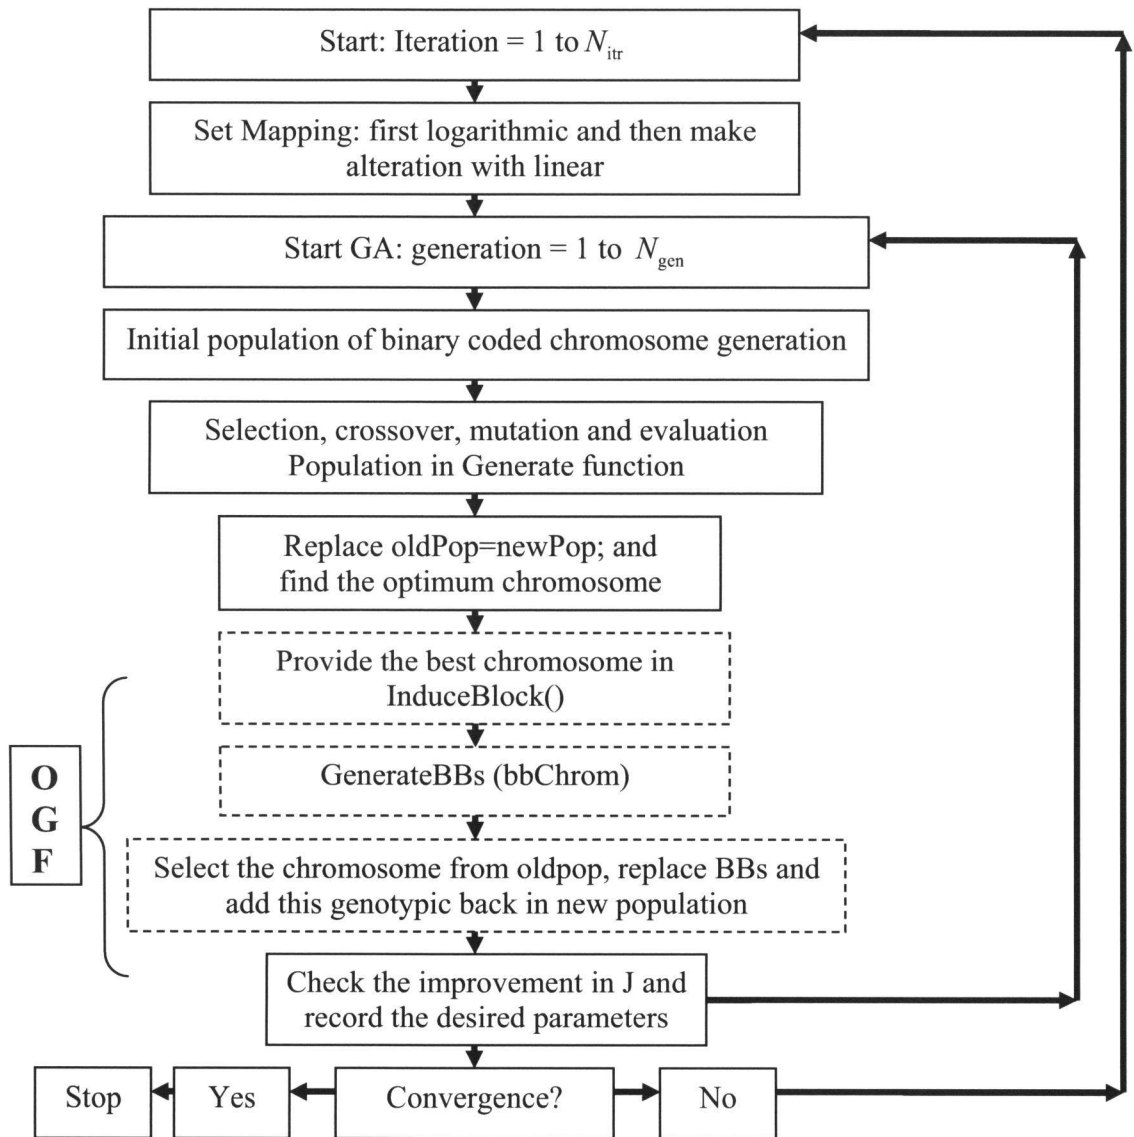 Start: Iteration = 1 to N_itr
Set Mapping: first logarithmic and then make
alteration with linear
Start GA: generation = 1 to N_gen
Initial population of binary coded chromosome generation
Selection, crossover, mutation and evaluation
Population in Generate function
Replace oldPop=newPop; and
find the optimum chromosome
Provide the best chromosome in
InduceBlock()
GenerateBBs (bbChrom)
O
G
F
Select the chromosome from oldpop, replace BBs and
add this genotypic back in new population
Check the improvement in J and
record the desired parameters
Stop
Yes
Convergence?
No